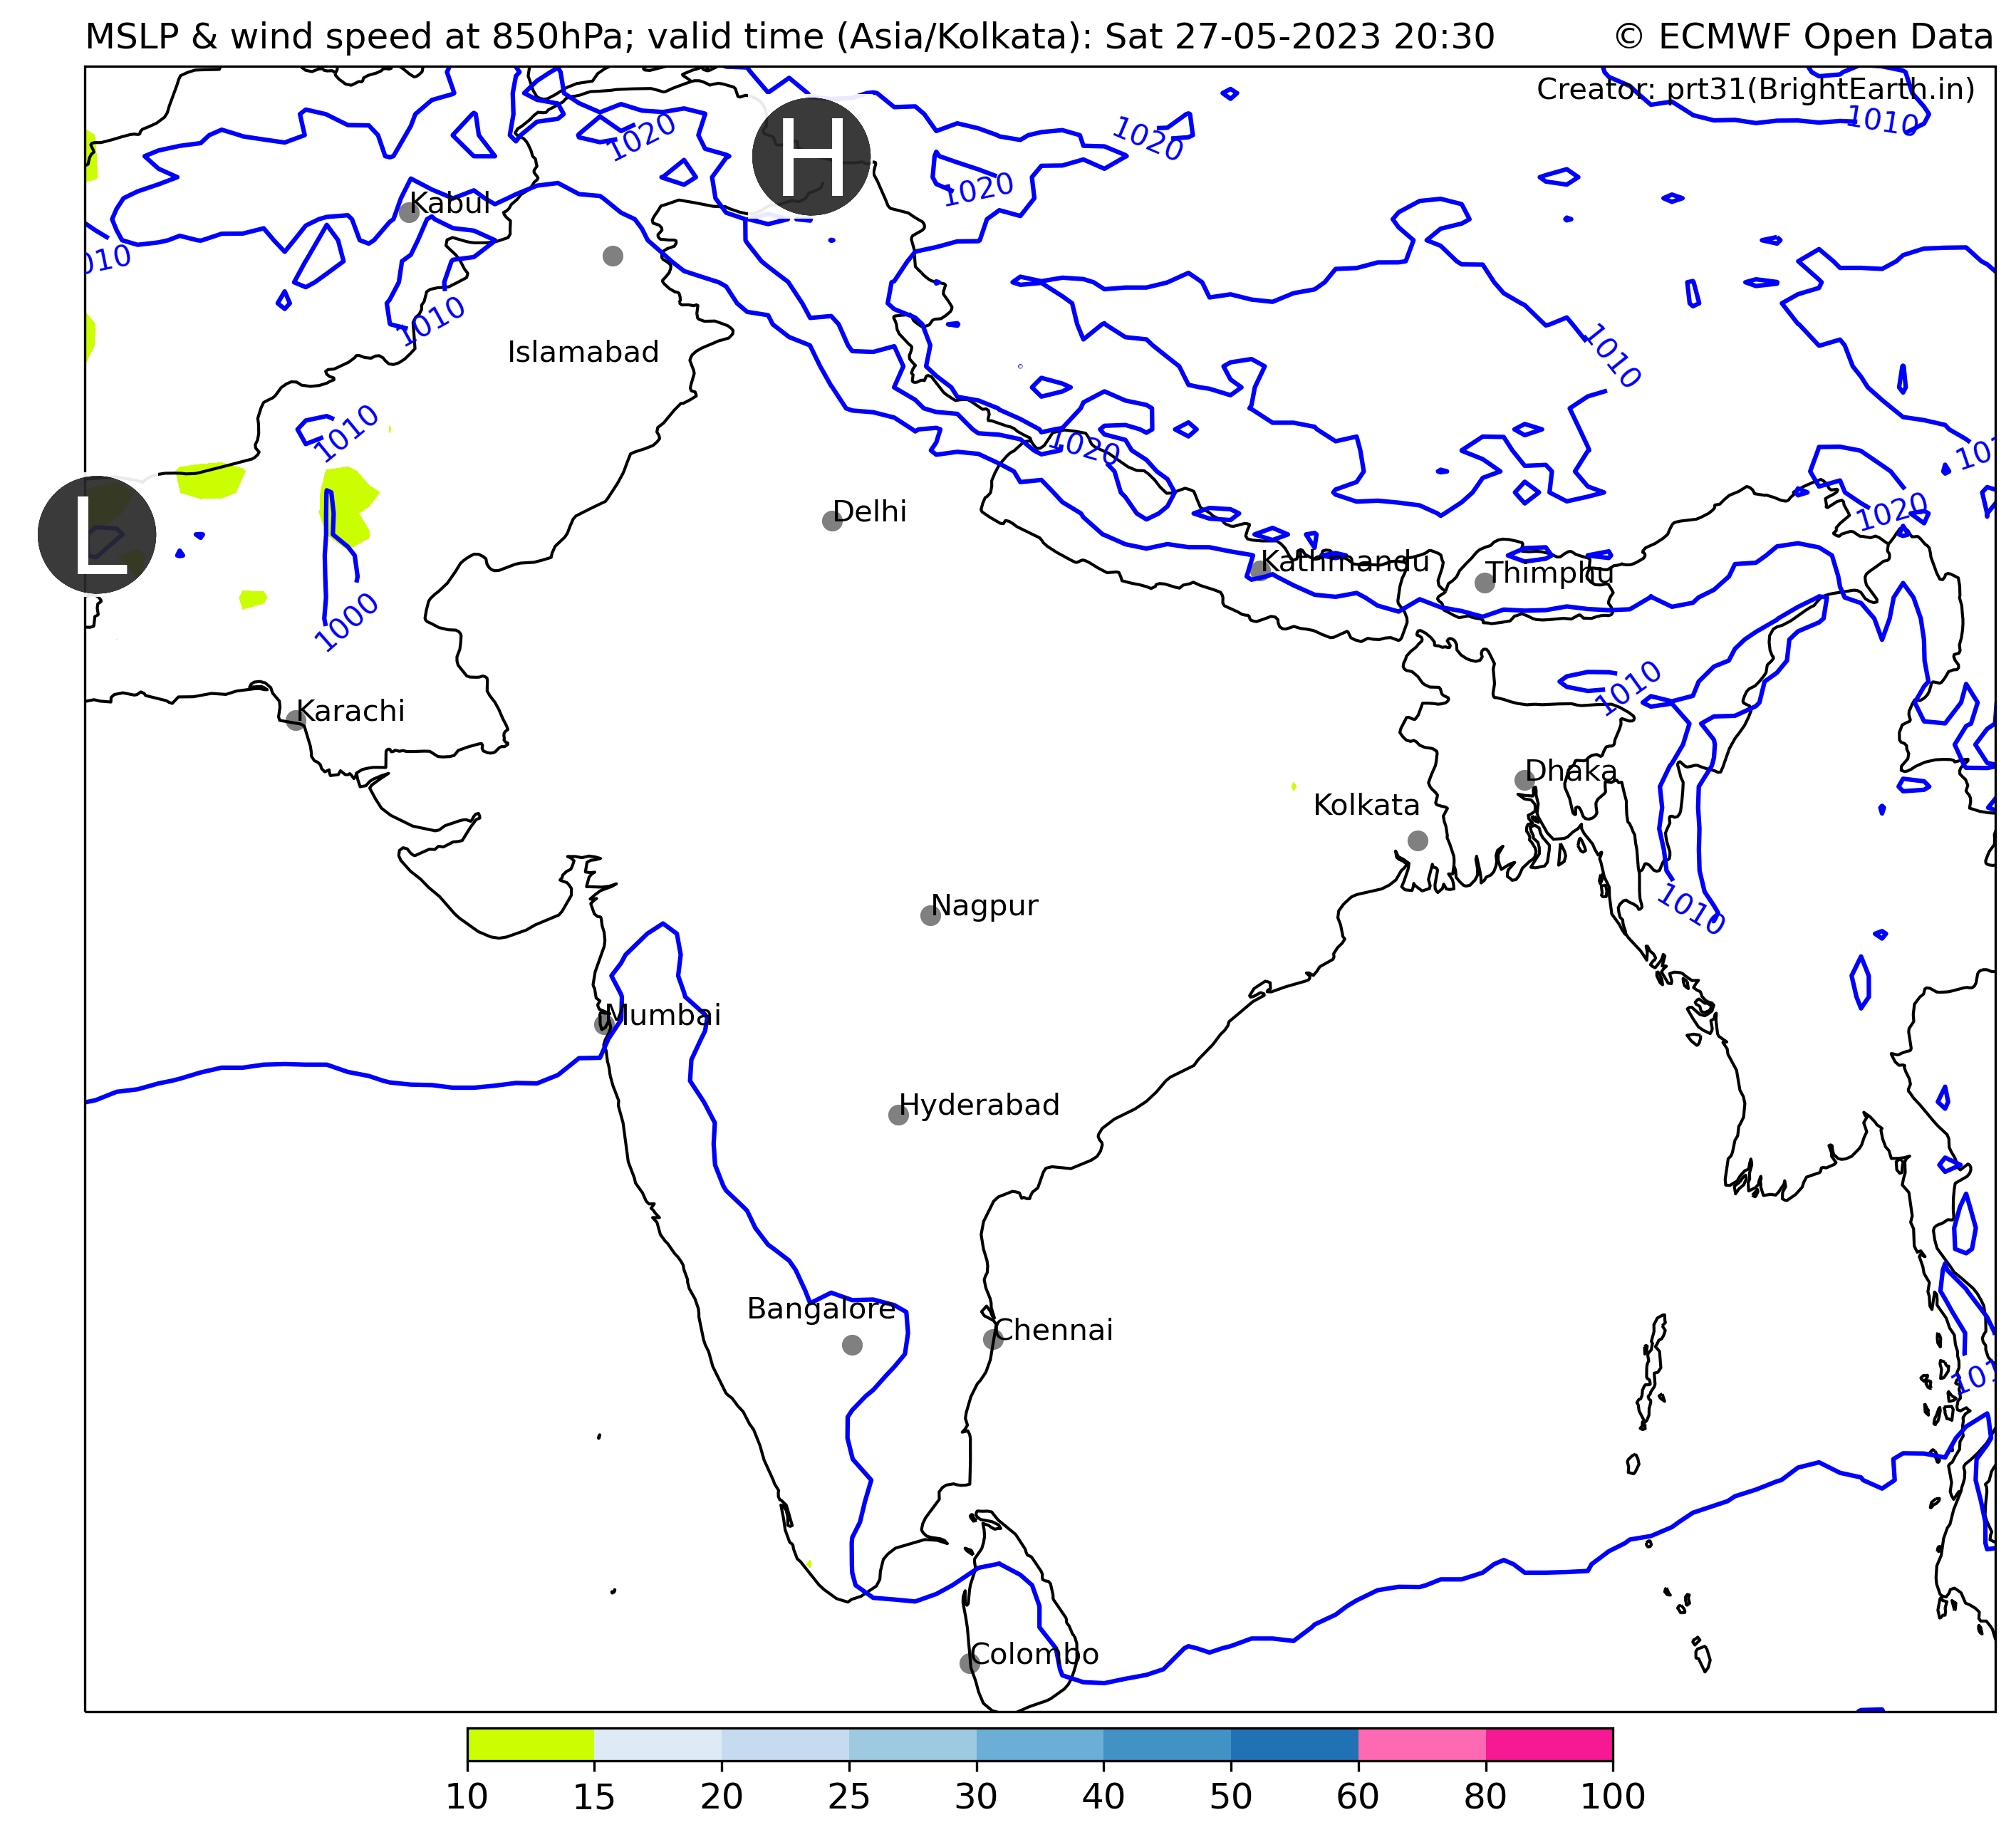 MSLP & wind speed at 850hPa; valid time (Asia/Kolkata): Sat 27-05-2023 20:30
© ECMWF Open Data
Creator: prt31(BrightEarth.in)
1010
1020
1020
H
1020
Kabul
010
1010
1010
Islamabad
1010
1020
10
L
Delhi
1020
Kathmandu
Thimphu
1000
1010
Karachi
Dhaka
Kolkata
Nagpur
1010
Mumbai
Hyderabad
Bangalore
Chennai
101
Colombo
10 15 20 25 30 40 50 60 80 100